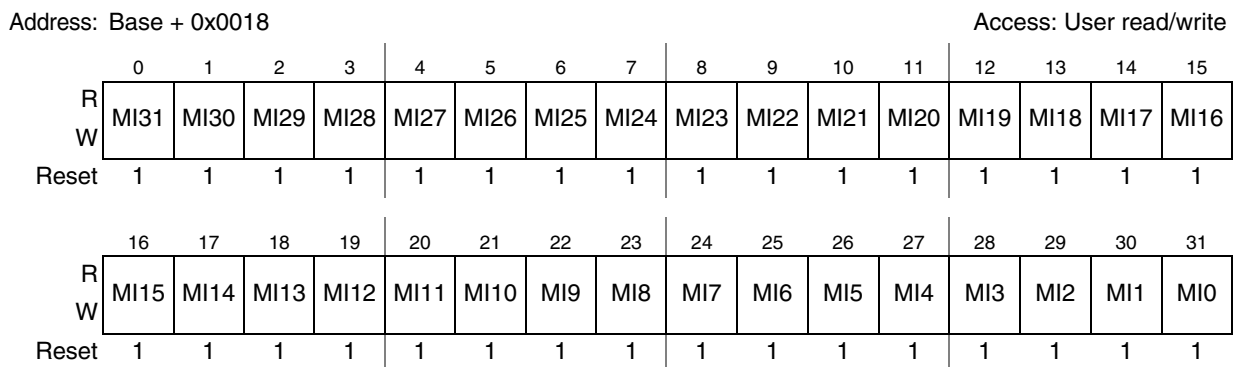 Address: Base + 0x0018 Access: User read/write
0 1 2 3 4 5 6 7 8 9 10 11 12 13 14 15
R
MI31 MI30 MI29 MI28 MI27 MI26 MI25 MI24 MI23 MI22 MI21 MI20 MI19 MI18 MI17 MI16
W
Reset 1 1 1 1 1 1 1 1 1 1 1 1 1 1 1 1
16 17 18 19 20 21 22 23 24 25 26 27 28 29 30 31
R
MI15 MI14 MI13 MI12 MI11 MI10 MI9 MI8 MI7 MI6 MI5 MI4 MI3 MI2 MI1 MI0
W
Reset 1 1 1 1 1 1 1 1 1 1 1 1 1 1 1 1